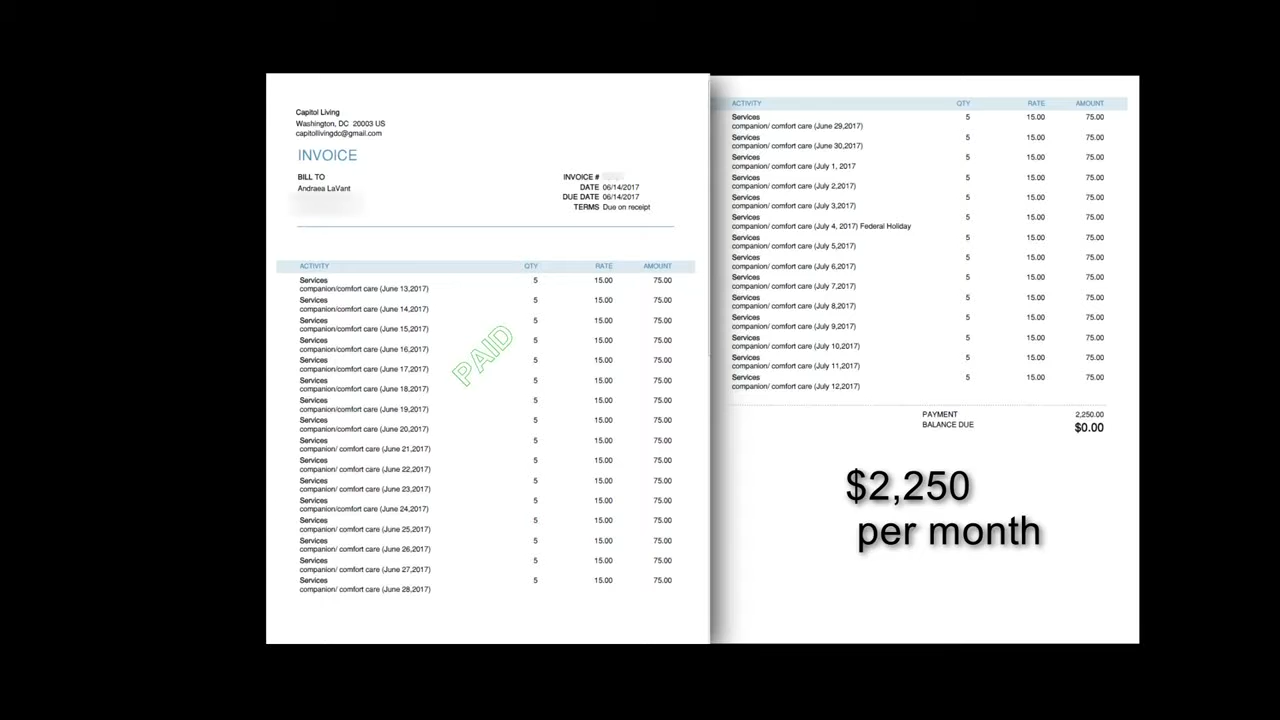 Capitol Living
Washington, DC 20003 US
capitollivingdc@gmail.com
INVOICE
BILL TO
Andraea LaVant
INVOICE #
DATE 06/14/2017
DUE DATE 06/14/2017
TERMS Due on receipt
ACTIVITY QTY RATE AMOUNT
Services 5 15.00 75.00
companion/comfort care (June 13,2017)
Services 5 15.00 75.00
companion/comfort care (June 14,2017)
Services 5 15.00 75.00
companion/comfort care (June 15,2017)
Services 5 15.00 75.00
companion/comfort care (June 16,2017)
Services 5 15.00 75.00
companion/comfort care (June 17,2017)
Services 5 15.00 75.00
companion/comfort care (June 18,2017)
Services 5 15.00 75.00
companion/comfort care (June 19,2017)
Services 5 15.00 75.00
companion/comfort care (June 20,2017)
Services 5 15.00 75.00
companion/ comfort care (June 21,2017)
Services 5 15.00 75.00
companion/ comfort care (June 22,2017)
Services 5 15.00 75.00
companion/ comfort care (June 23,2017)
Services 5 15.00 75.00
companion/ comfort care (June 24,2017)
Services 5 15.00 75.00
companion/ comfort care (June 25,2017)
Services 5 15.00 75.00
companion/ comfort care (June 26,2017)
Services 5 15.00 75.00
companion/ comfort care (June 27,2017)
Services 5 15.00 75.00
companion/ comfort care (June 28,2017)
PAID
ACTIVITY QTY RATE AMOUNT
Services 5 15.00 75.00
companion/ comfort care (June 29,2017)
Services 5 15.00 75.00
companion/ comfort care (June 30,2017)
Services 5 15.00 75.00
companion/ comfort care (July 1, 2017
Services 5 15.00 75.00
companion/ comfort care (July 2,2017)
Services 5 15.00 75.00
companion/ comfort care (July 3,2017)
Services 5 15.00 75.00
companion/ comfort care (July 4, 2017) Federal Holiday
Services 5 15.00 75.00
companion/ comfort care (July 5,2017)
Services 5 15.00 75.00
companion/ comfort care (July 6,2017)
Services 5 15.00 75.00
companion/ comfort care (July 7,2017)
Services 5 15.00 75.00
companion/ comfort care (July 8,2017)
Services 5 15.00 75.00
companion/ comfort care (July 9,2017)
Services 5 15.00 75.00
companion/ comfort care (July 10,2017)
Services 5 15.00 75.00
companion/ comfort care (July 11,2017)
Services 5 15.00 75.00
companion/ comfort care (July 12,2017)
PAYMENT 2,250.00
BALANCE DUE $0.00
$2,250
per month